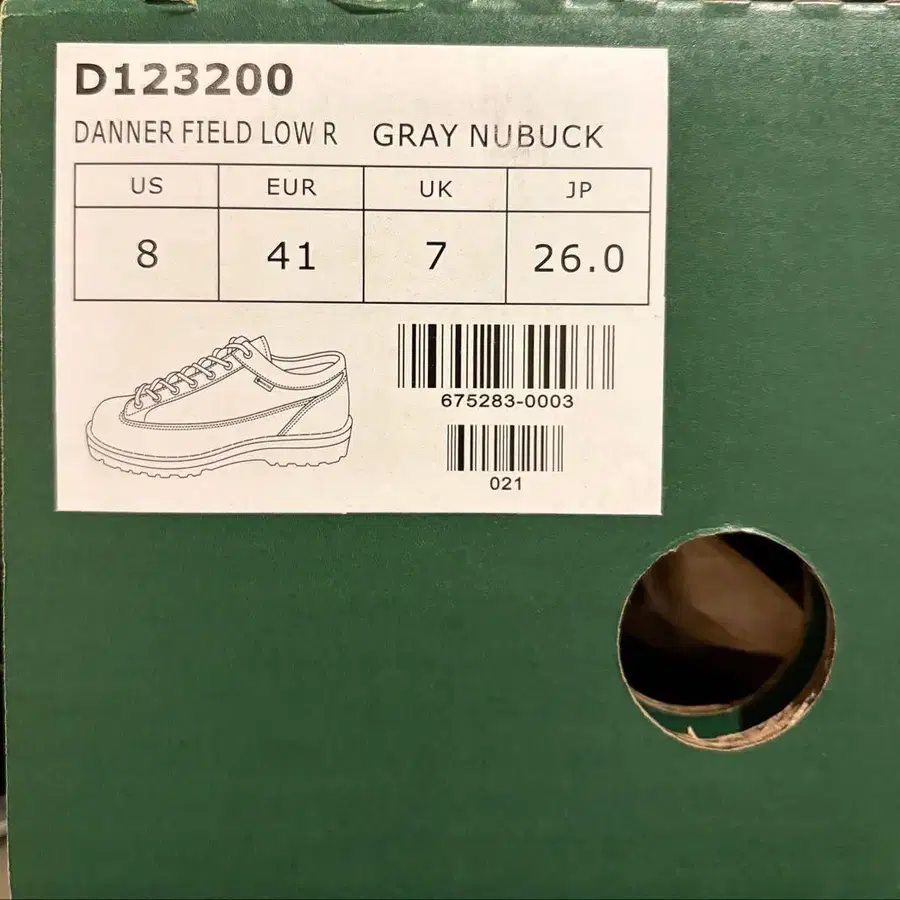 D123200
DANNER FIELD LOW R GRAY NUBUCK
US EUR UK JP
8 41 7 26.0
675283-0003
021